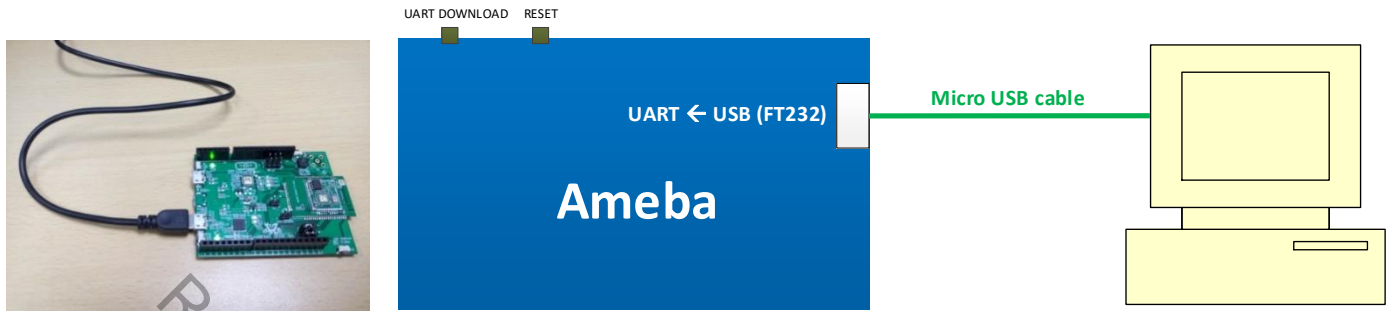 UART DOWNLOAD RESET
UART ← USB (FT232)
Micro USB cable
Ameba
R